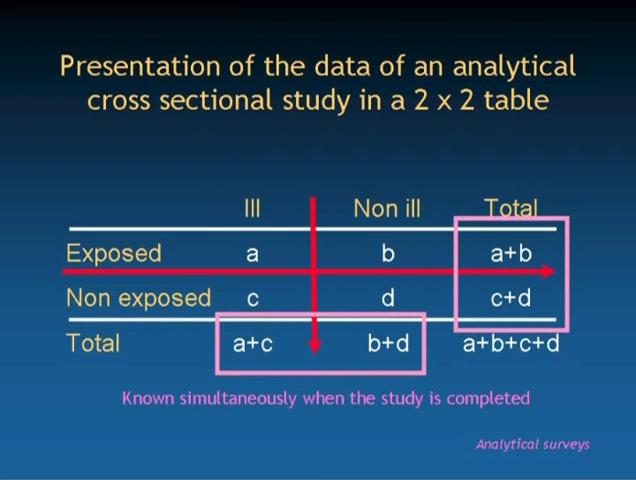 Presentation of the data of an analytical
cross sectional study in a 2 x 2 table
Ill Non ill Total
Exposed a b a+b
Non exposed c d c+d
Total a+c b+d a+b+c+d
Known simultaneously when the study is completed
Analytical surveys